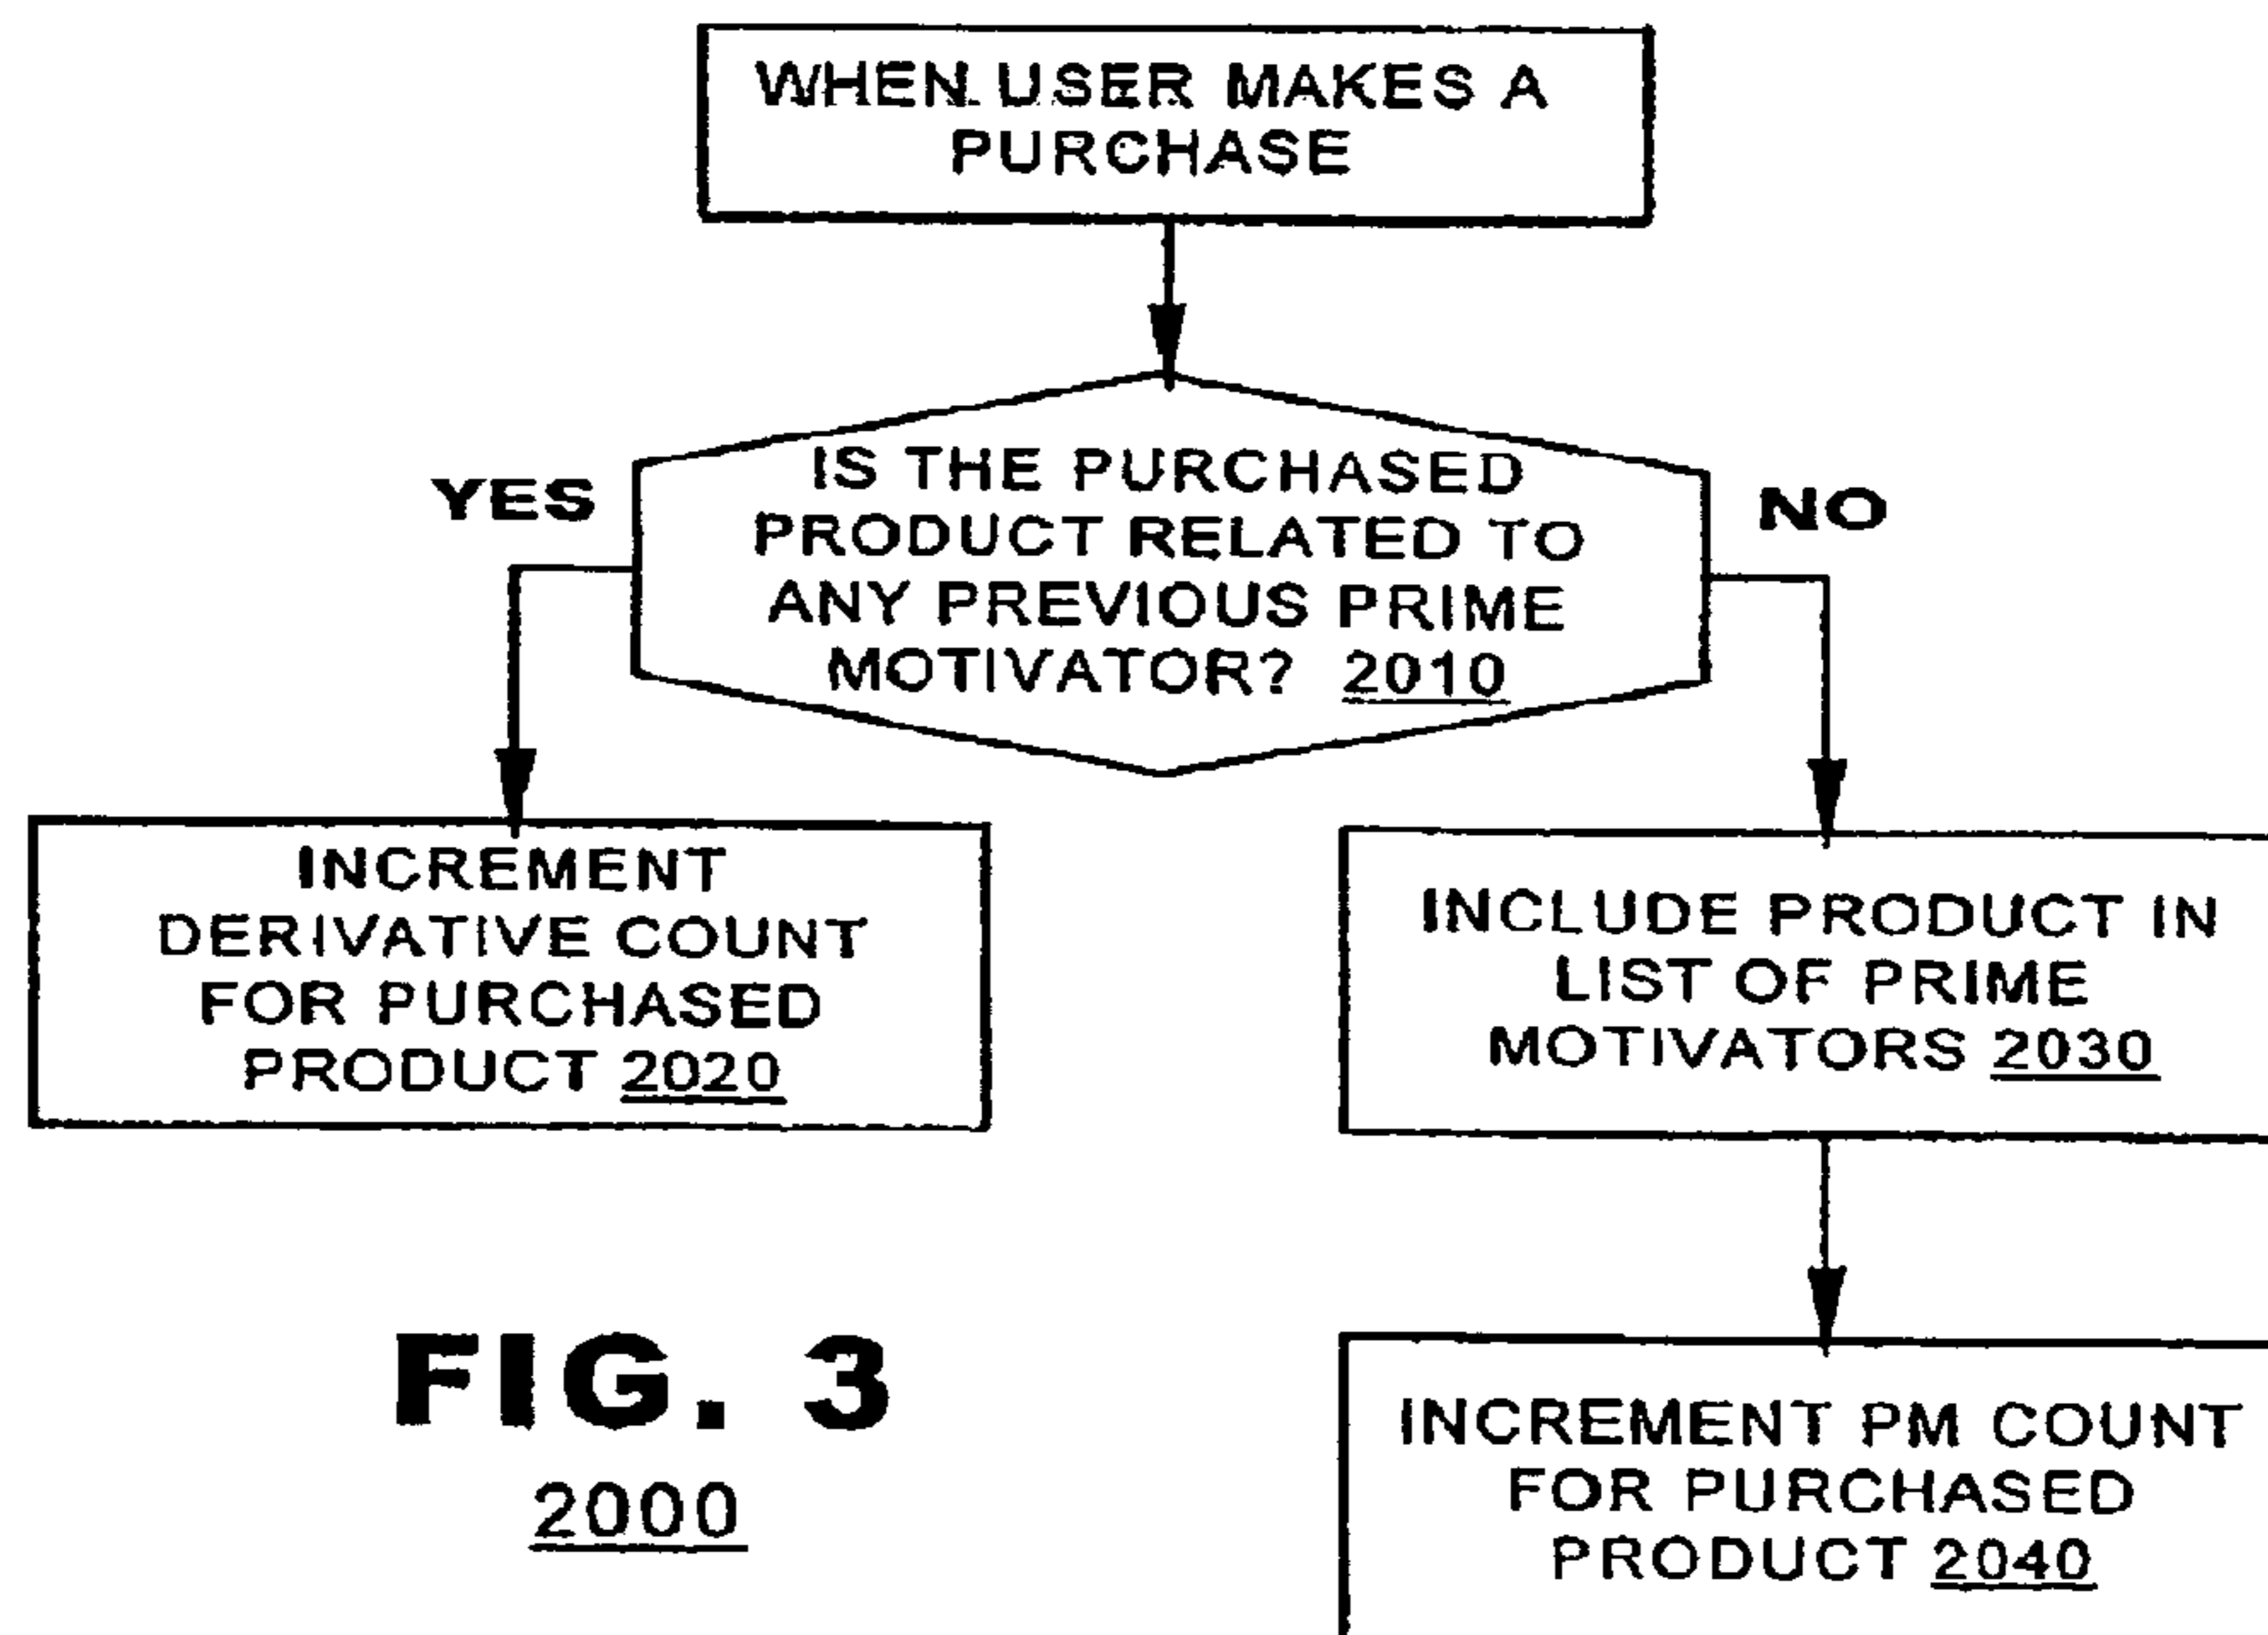 WHEN USER MAKES A
PURCHASE
IS THE PURCHASED
PRODUCT RELATED TO
ANY PREVIOUS PRIME
MOTIVATOR? 2010
YES
NO
INCREMENT
DERIVATIVE COUNT
FOR PURCHASED
PRODUCT 2020
INCLUDE PRODUCT IN
LIST OF PRIME
MOTIVATORS 2030
INCREMENT PM COUNT
FOR PURCHASED
PRODUCT 2040
FIG. 3
2000